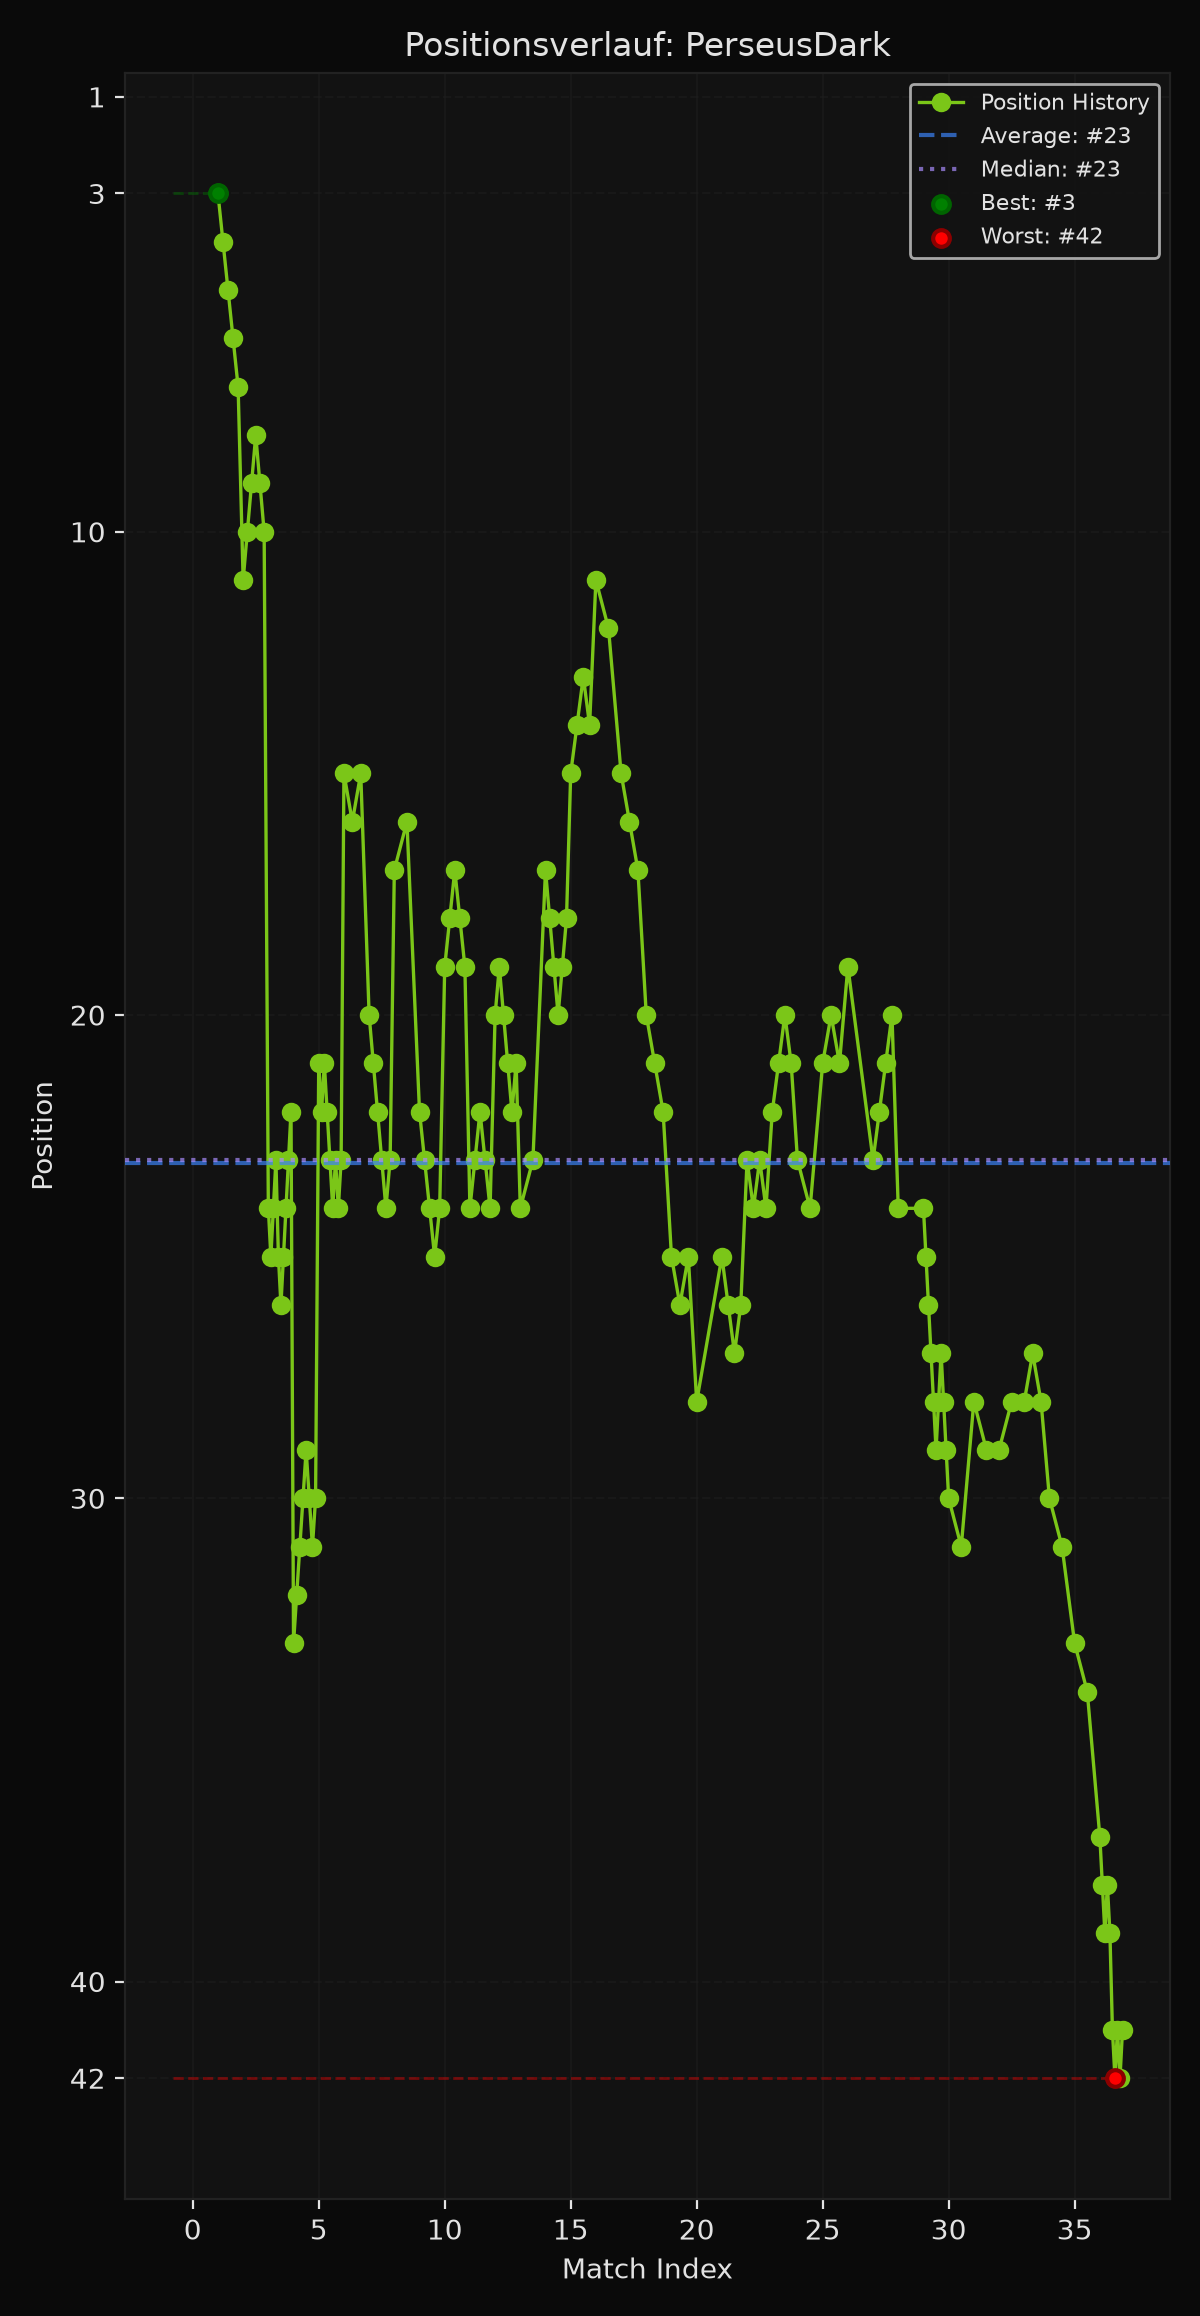 Positionsverlauf: PerseusDark
Position History
Average: #23
Median: #23
Best: #3
Worst: #42
Position
1
3
10
20
30
40
42
0 5 10 15 20 25 30 35
Match Index